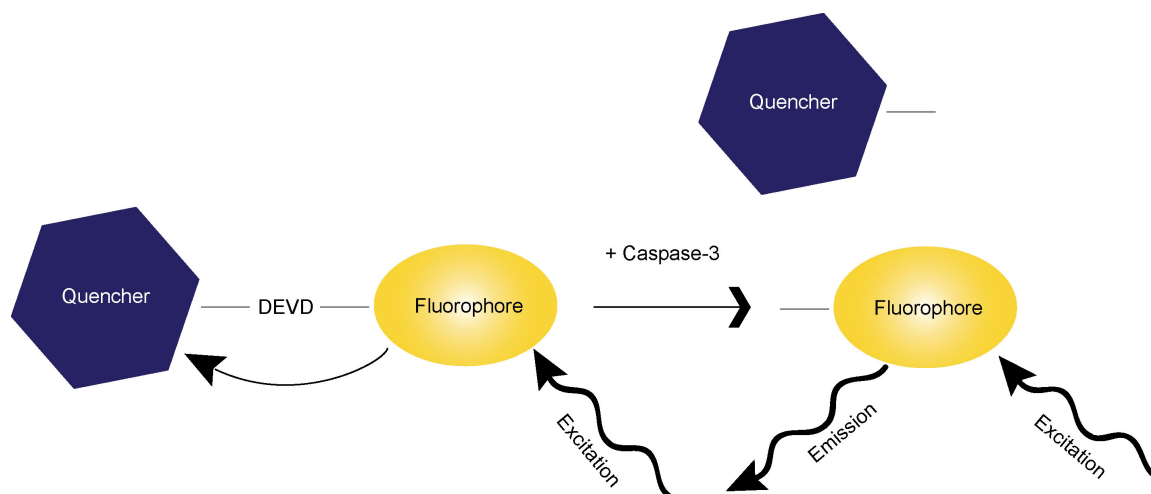 Quencher
Quencher
DEVD
Fluorophore
+ Caspase-3
Fluorophore
Excitation
Emission
Excitation